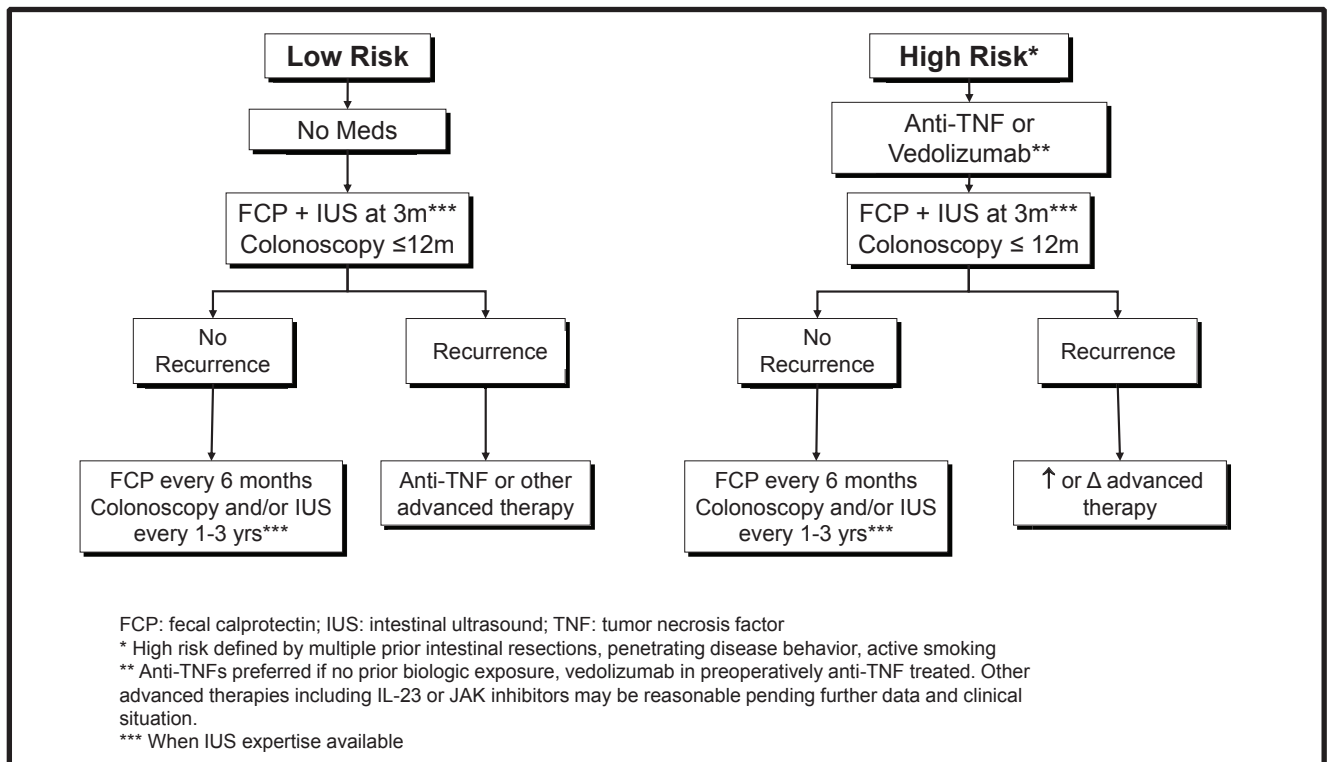 Low Risk
No Meds
FCP + IUS at 3m***
Colonoscopy ≤12m
No
Recurrence
Recurrence
FCP every 6 months
Colonoscopy and/or IUS
every 1-3 yrs***
Anti-TNF or other
advanced therapy
High Risk*
Anti-TNF or
Vedolizumab**
FCP + IUS at 3m***
Colonoscopy ≤ 12m
No
Recurrence
Recurrence
FCP every 6 months
Colonoscopy and/or IUS
every 1-3 yrs***
↑ or Δ advanced
therapy
FCP: fecal calprotectin; IUS: intestinal ultrasound; TNF: tumor necrosis factor
* High risk defined by multiple prior intestinal resections, penetrating disease behavior, active smoking
** Anti-TNFs preferred if no prior biologic exposure, vedolizumab in preoperatively anti-TNF treated. Other
advanced therapies including IL-23 or JAK inhibitors may be reasonable pending further data and clinical
situation.
*** When IUS expertise available